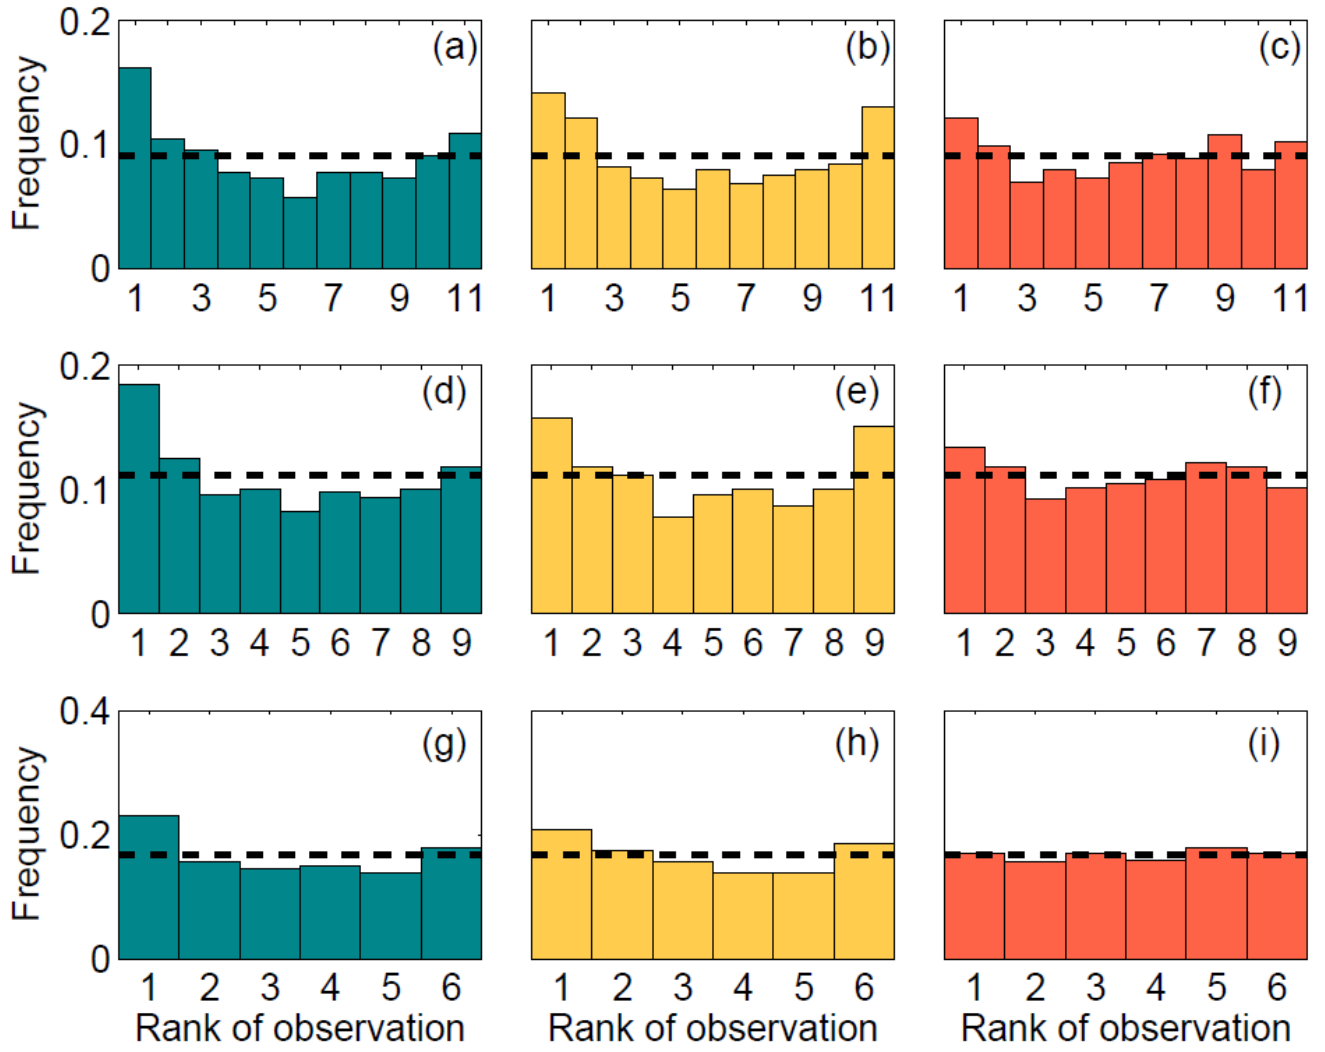 0.2
(a)
(b)
(c)
Frequency
0.1
0
1 3 5 7 9 11
1 3 5 7 9 11
1 3 5 7 9 11
0.2
(d)
(e)
(f)
Frequency
0.1
0
1 2 3 4 5 6 7 8 9
1 2 3 4 5 6 7 8 9
1 2 3 4 5 6 7 8 9
0.4
(g)
(h)
(i)
Frequency
0.2
0
1 2 3 4 5 6
1 2 3 4 5 6
1 2 3 4 5 6
Rank of observation
Rank of observation
Rank of observation